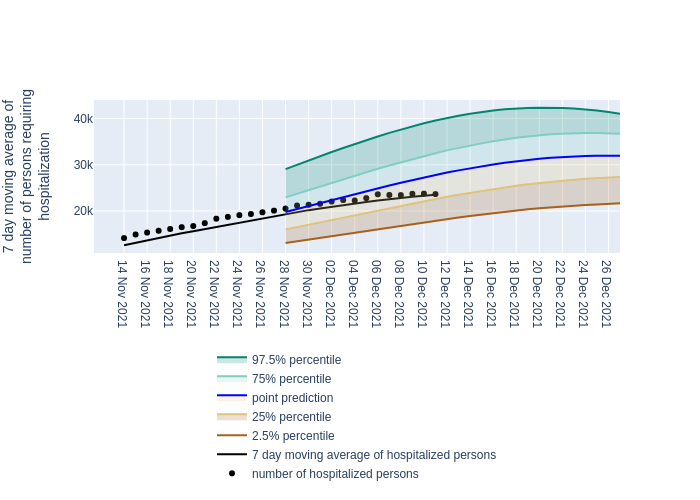 7 day moving average of
number of persons requiring
hospitalization
40k
30k
20k
14 Nov 2021
16 Nov 2021
18 Nov 2021
20 Nov 2021
22 Nov 2021
24 Nov 2021
26 Nov 2021
28 Nov 2021
30 Nov 2021
02 Dec 2021
04 Dec 2021
06 Dec 2021
08 Dec 2021
10 Dec 2021
12 Dec 2021
14 Dec 2021
16 Dec 2021
18 Dec 2021
20 Dec 2021
22 Dec 2021
24 Dec 2021
26 Dec 2021
97.5% percentile
75% percentile
point prediction
25% percentile
2.5% percentile
7 day moving average of hospitalized persons
number of hospitalized persons